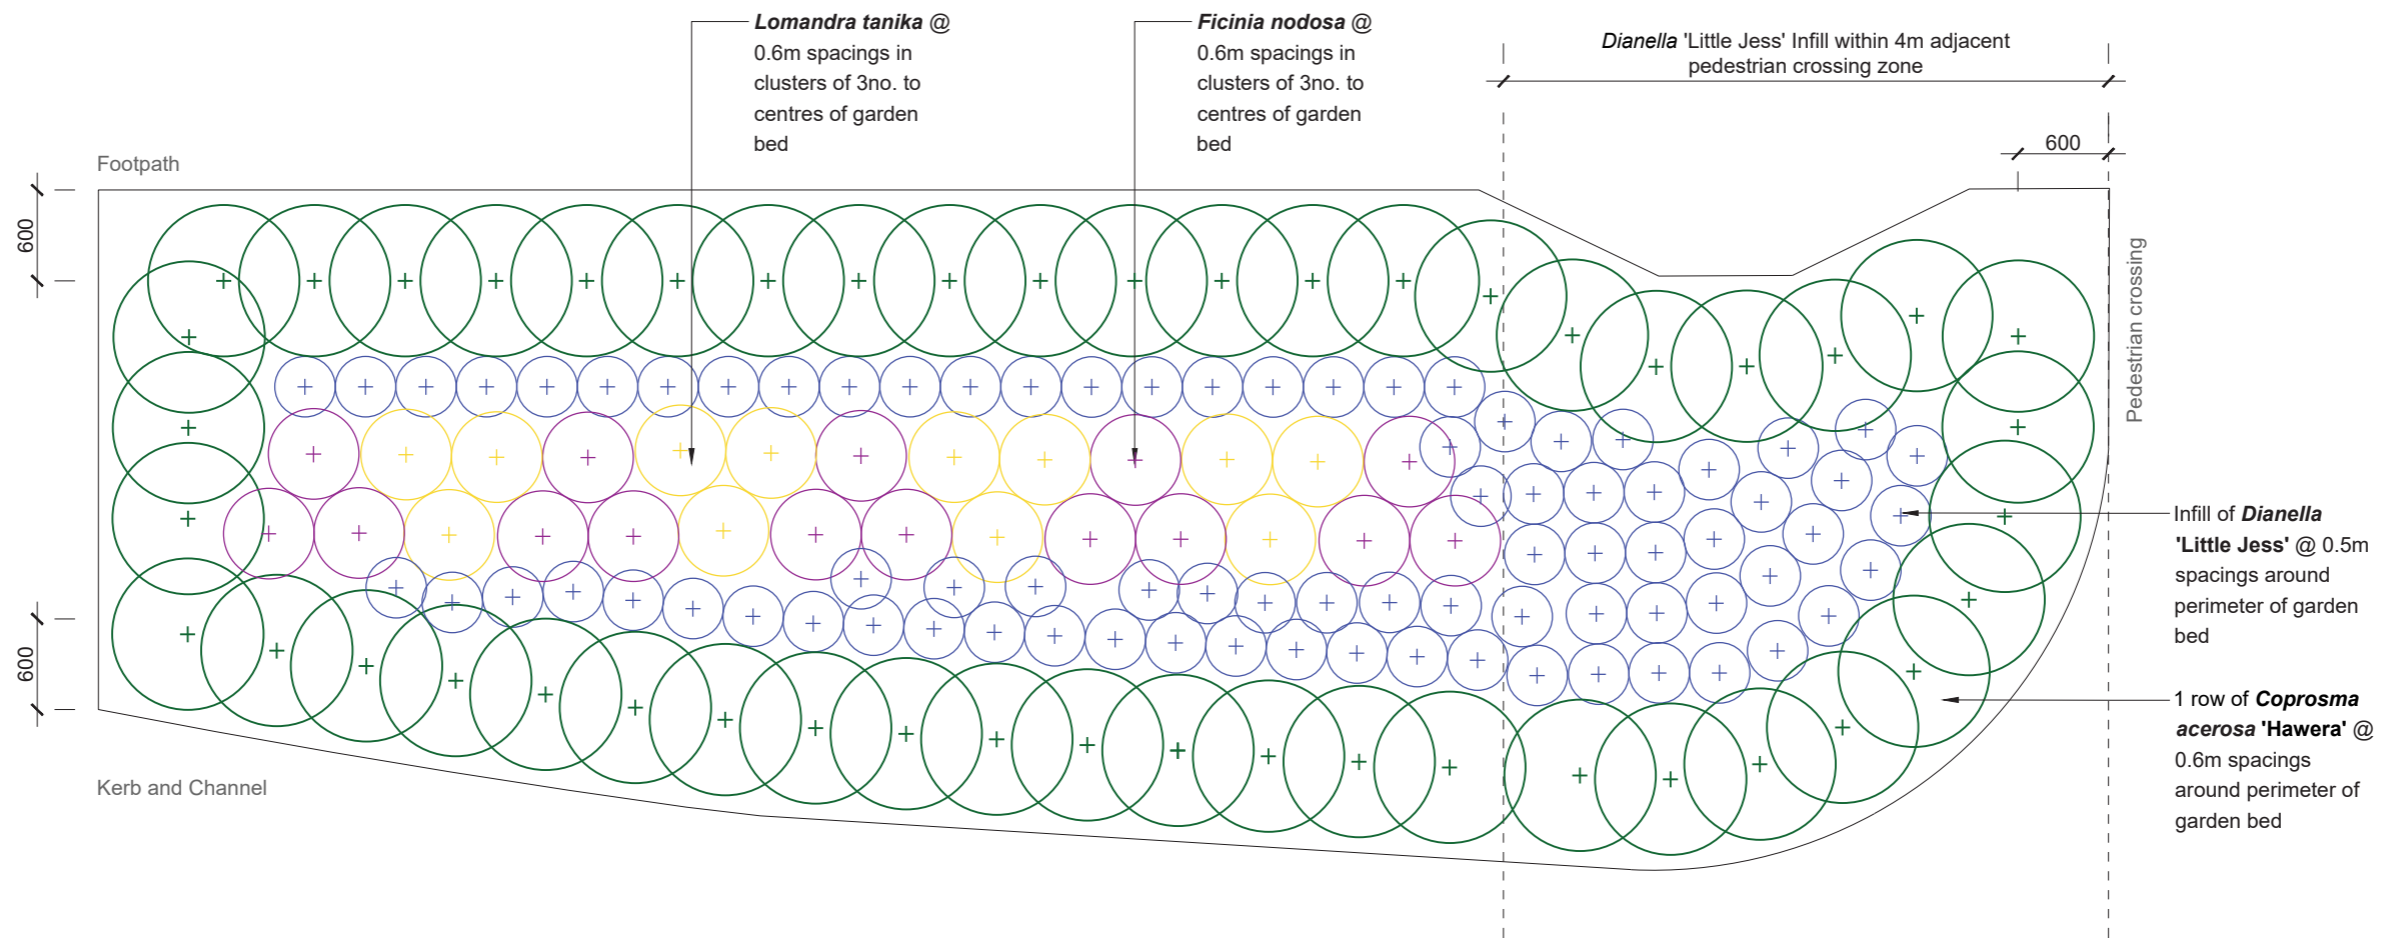 Lomandra tanika @
0.6m spacings in
clusters of 3no. to
centres of garden
bed
Ficinia nodosa @
0.6m spacings in
clusters of 3no. to
centres of garden
bed
Dianella 'Little Jess' Infill within 4m adjacent
pedestrian crossing zone
600
Footpath
600
Pedestrian crossing
Infill of Dianella
'Little Jess' @ 0.5m
spacings around
perimeter of garden
bed
600
1 row of Coprosma
acerosa 'Hawera' @
0.6m spacings
around perimeter of
garden bed
Kerb and Channel